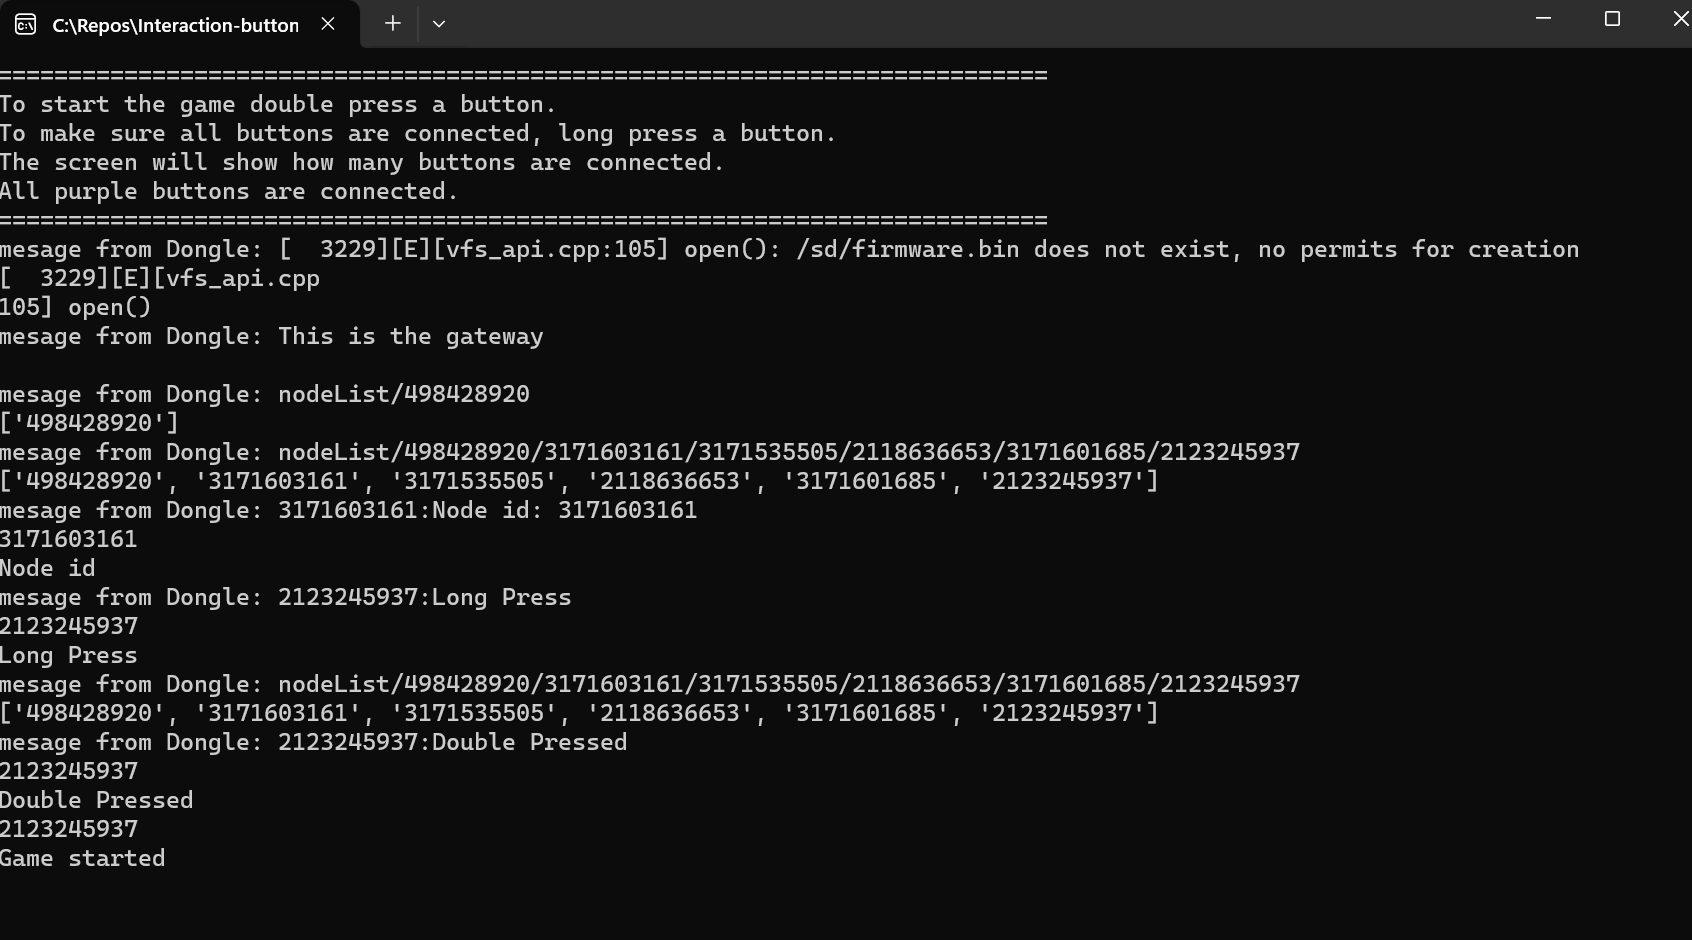 C:\Repos\Interaction-button
===========================================================================
To start the game double press a button.
To make sure all buttons are connected, long press a button.
The screen will show how many buttons are connected.
All purple buttons are connected.
===========================================================================
mesage from Dongle: [  3229][E][vfs_api.cpp:105] open(): /sd/firmware.bin does not exist, no permits for creation
[  3229][E][vfs_api.cpp
105] open()
mesage from Dongle: This is the gateway
mesage from Dongle: nodeList/498428920
['498428920']
mesage from Dongle: nodeList/498428920/3171603161/3171535505/2118636653/3171601685/2123245937
['498428920', '3171603161', '3171535505', '2118636653', '3171601685', '2123245937']
mesage from Dongle: 3171603161:Node id: 3171603161
3171603161
Node id
mesage from Dongle: 2123245937:Long Press
2123245937
Long Press
mesage from Dongle: nodeList/498428920/3171603161/3171535505/2118636653/3171601685/2123245937
['498428920', '3171603161', '3171535505', '2118636653', '3171601685', '2123245937']
mesage from Dongle: 2123245937:Double Pressed
2123245937
Double Pressed
2123245937
Game started